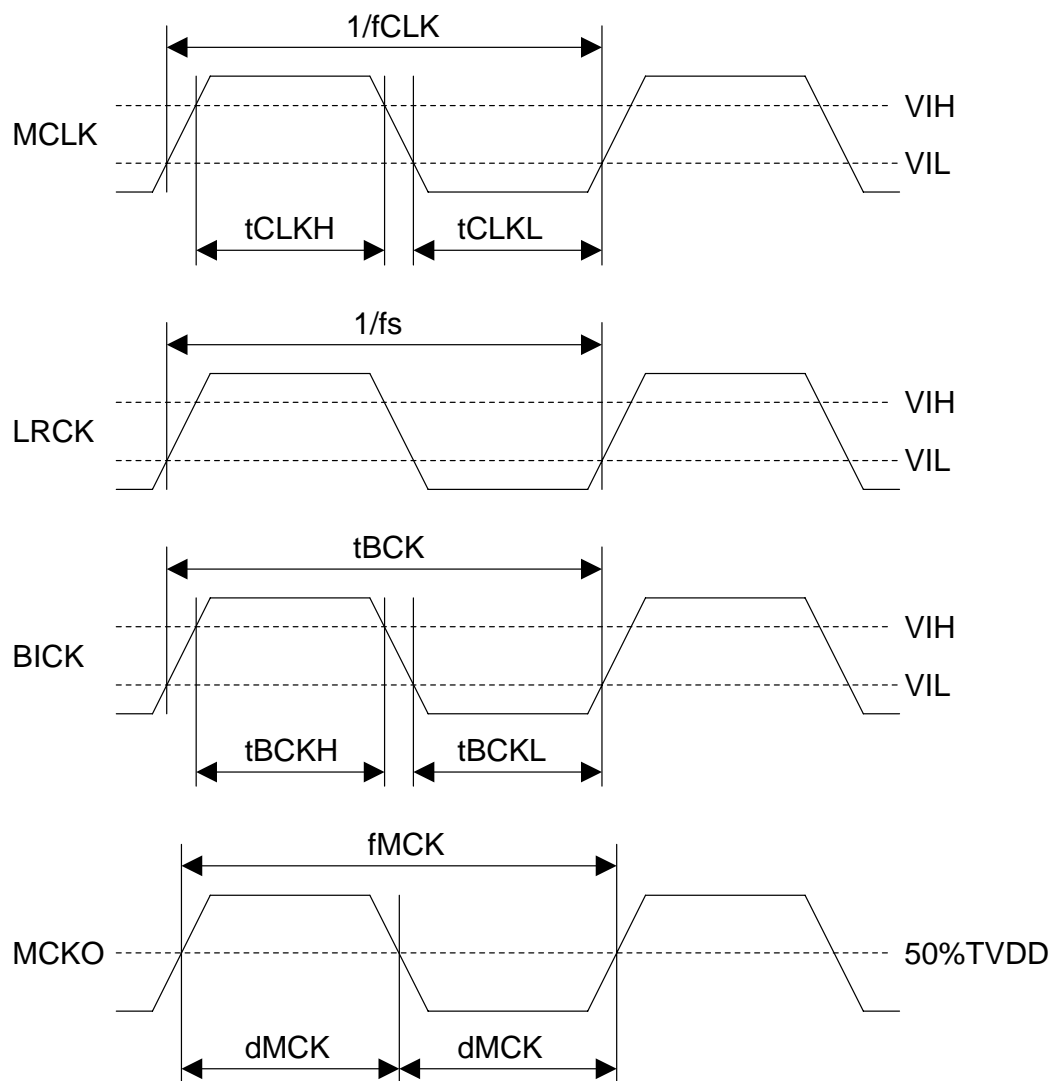 1/fCLK
VIH
MCLK
VIL
tCLKH tCLKL
1/fs
VIH
LRCK
VIL
tBCK
VIH
BICK
VIL
tBCKH tBCKL
fMCK
MCKO 50%TVDD
dMCK dMCK